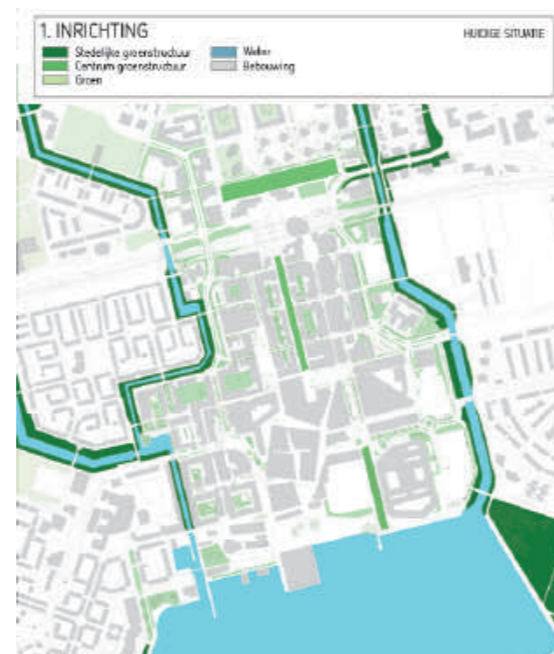 1. INRICHTING
HUIDIGE SITUATIE
Stedelijke groenstructuur
Centrum groenstructuur
Groen
Water
Bebouwing